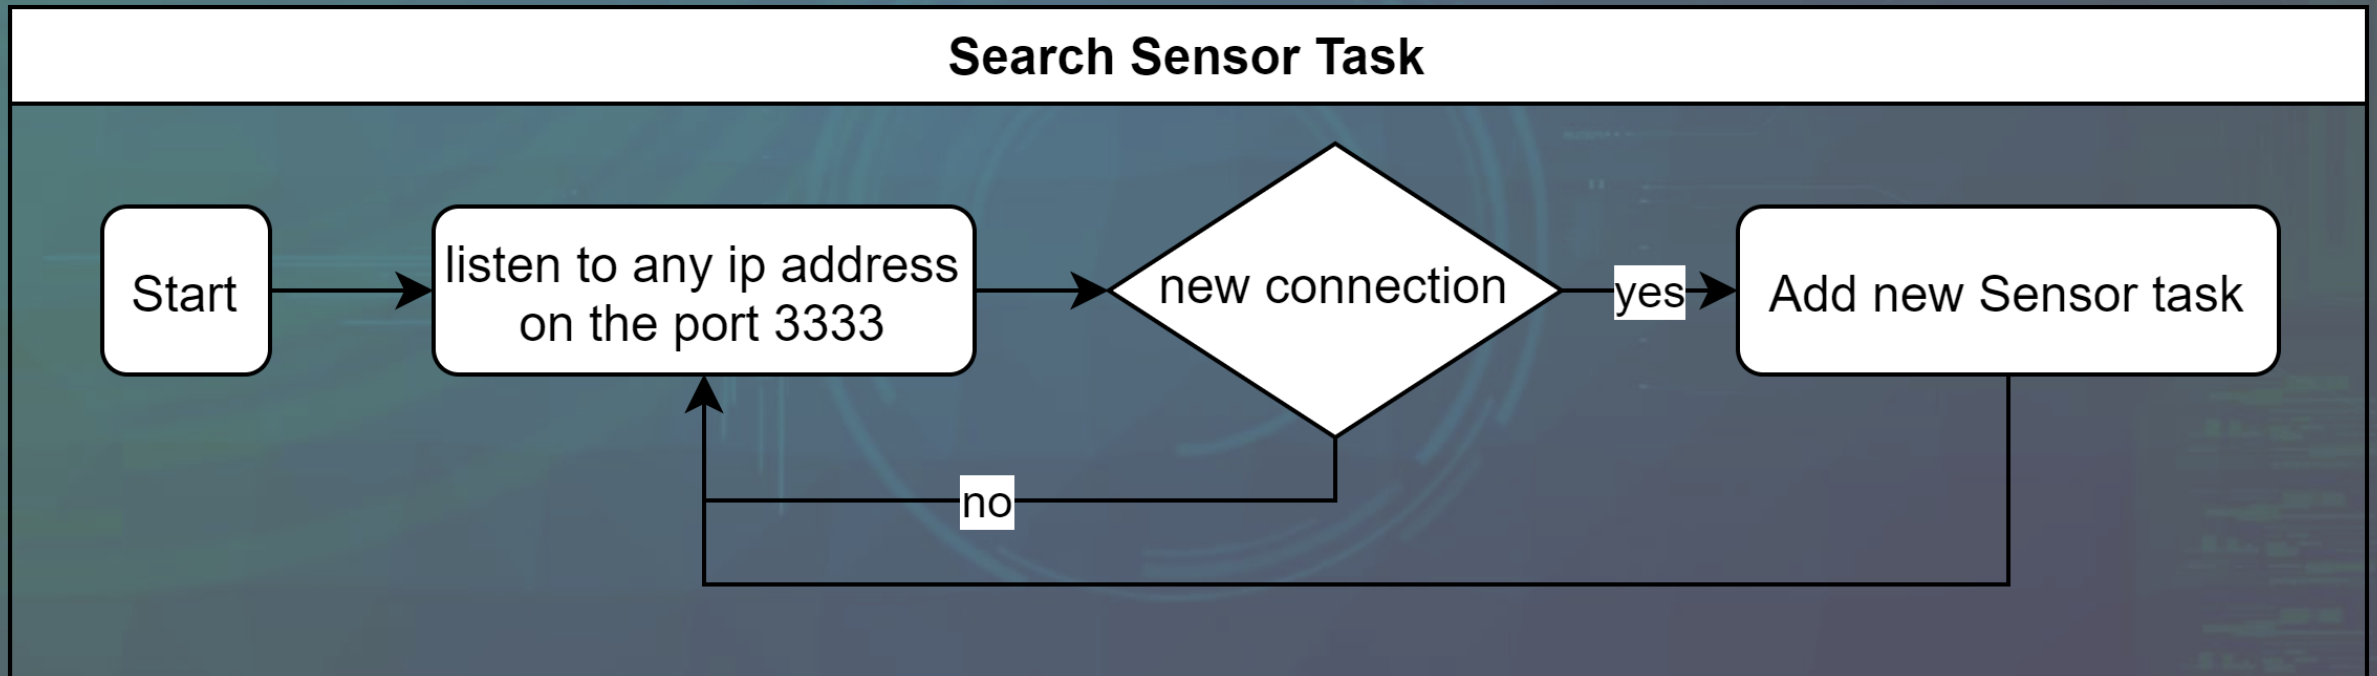 Search Sensor Task
Start
listen to any ip address
on the port 3333
new connection
yes
Add new Sensor task
no